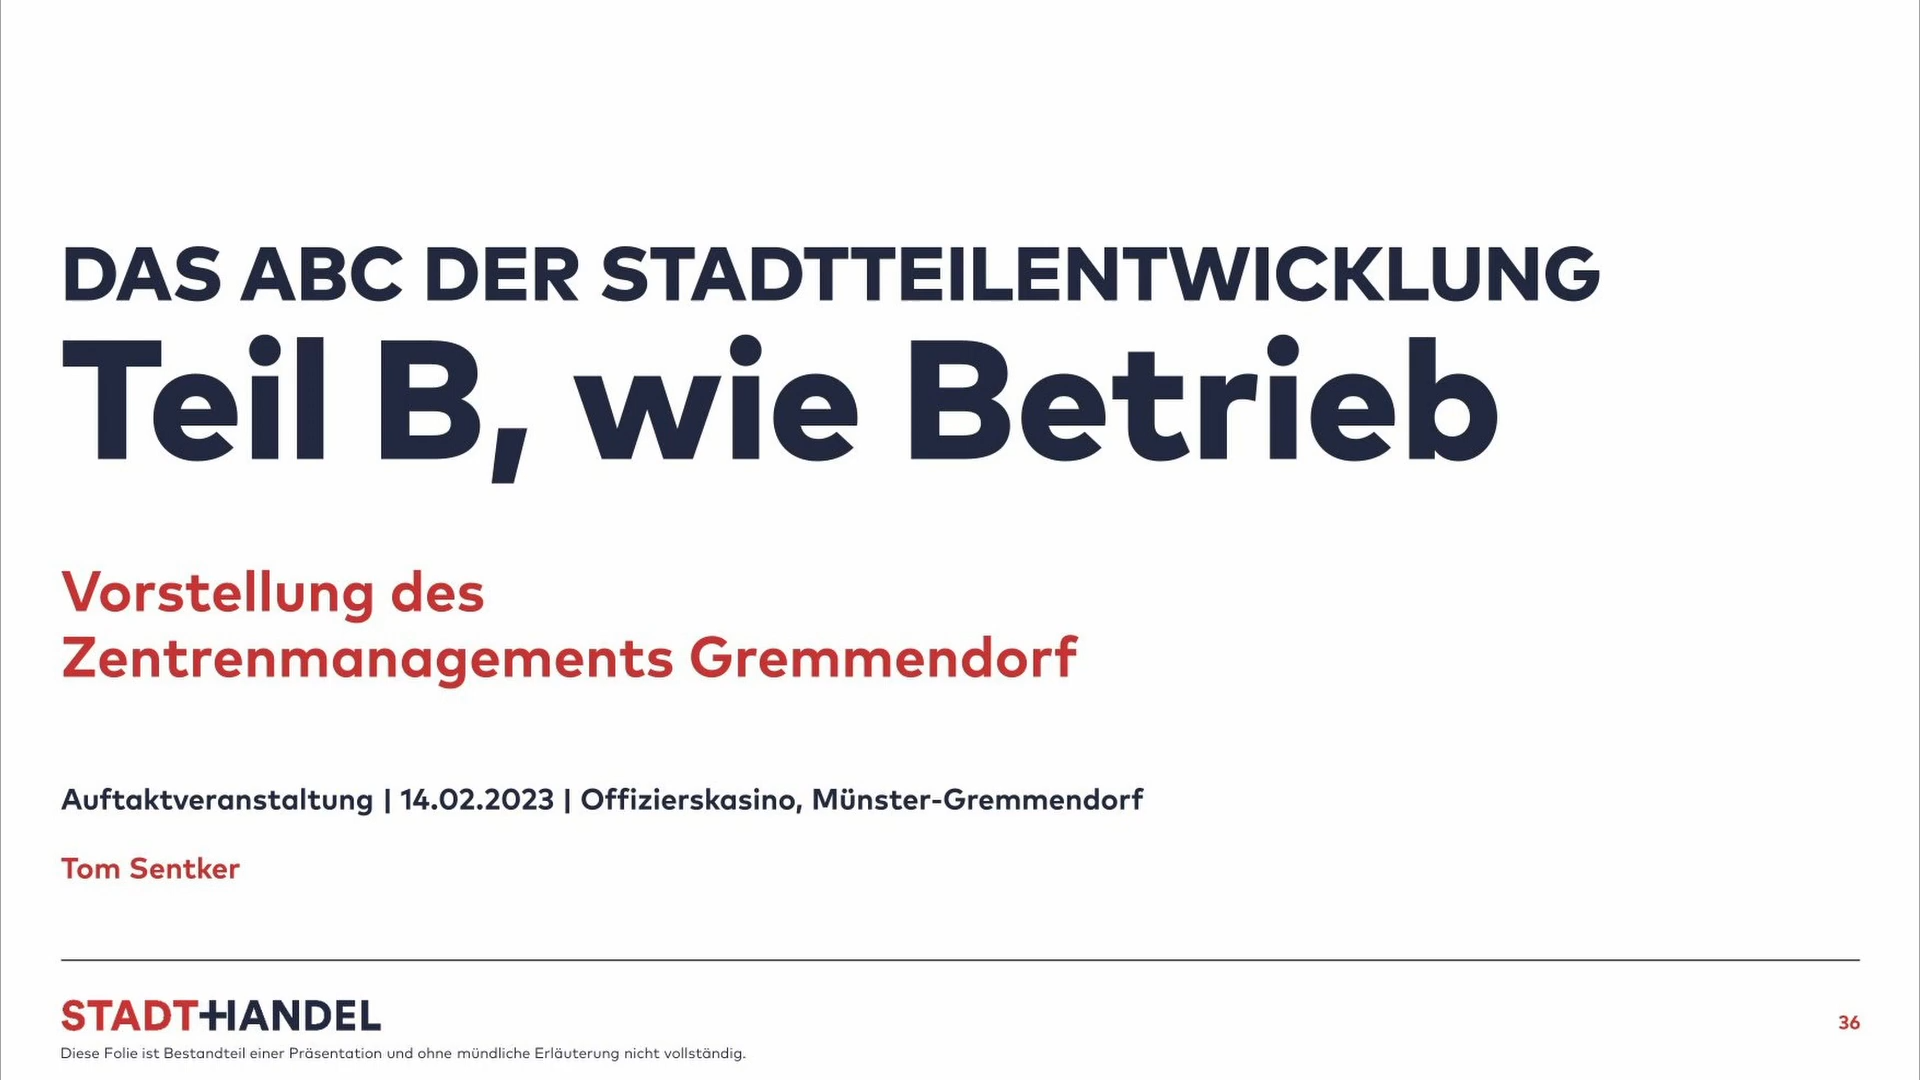 DAS ABC DER STADTTEILENTWICKLUNG
Teil B, wie Betrieb
Vorstellung des
Zentrenmanagements Gremmendorf
Auftaktveranstaltung | 14.02.2023 | Offizierskasino, Münster-Gremmendorf
Tom Sentker
STADT+HANDEL
36
Diese Folie ist Bestandteil einer Präsentation und ohne mündliche Erläuterung nicht vollständig.